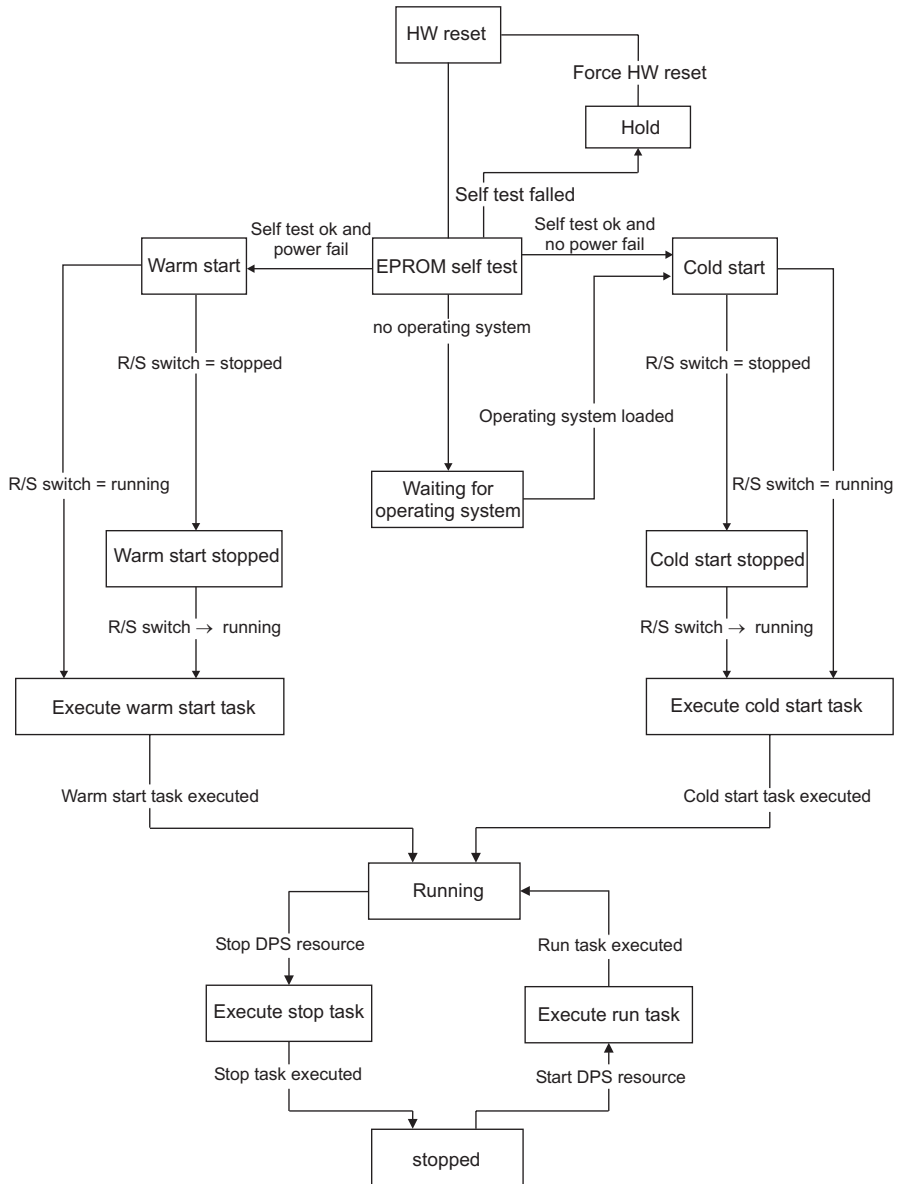 HW reset
Force HW reset
Hold
Self test falled
Self test ok and
power fail
Self test ok and
no power fail
Warm start
EPROM self test
Cold start
no operating system
R/S switch = stopped
R/S switch = stopped
Operating system loaded
R/S switch = running
Waiting for
operating system
R/S switch = running
Warm start stopped
Cold start stopped
R/S switch → running
R/S switch → running
Execute warm start task
Execute cold start task
Warm start task executed
Cold start task executed
Running
Stop DPS resource
Run task executed
Execute stop task
Execute run task
Stop task executed
Start DPS resource
stopped